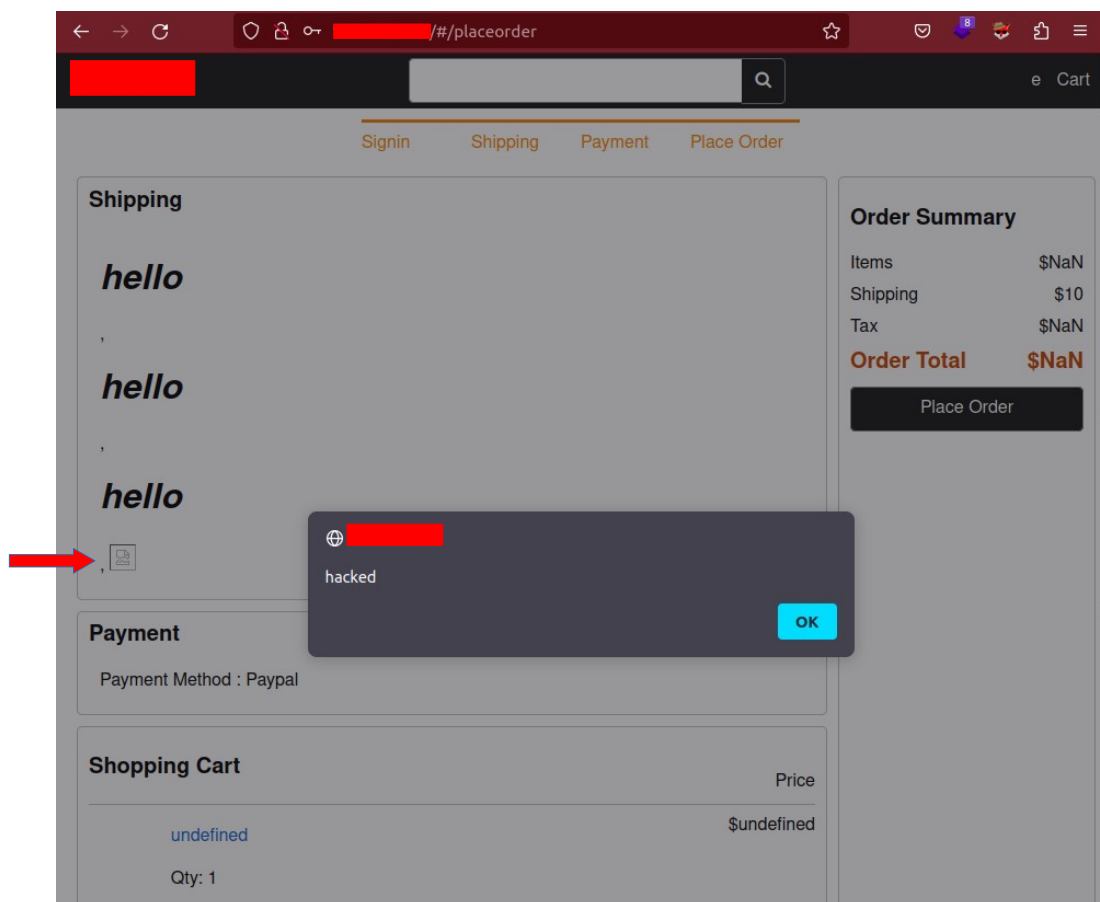 /#/placeorder
8
e Cart
Signin Shipping Payment Place Order
Shipping
hello
,
hello
,
hello
,
Order Summary
Items $NaN
Shipping $10
Tax $NaN
Order Total $NaN
Place Order
hacked
OK
Payment
Payment Method : Paypal
Shopping Cart
Price
undefined $undefined
Qty: 1